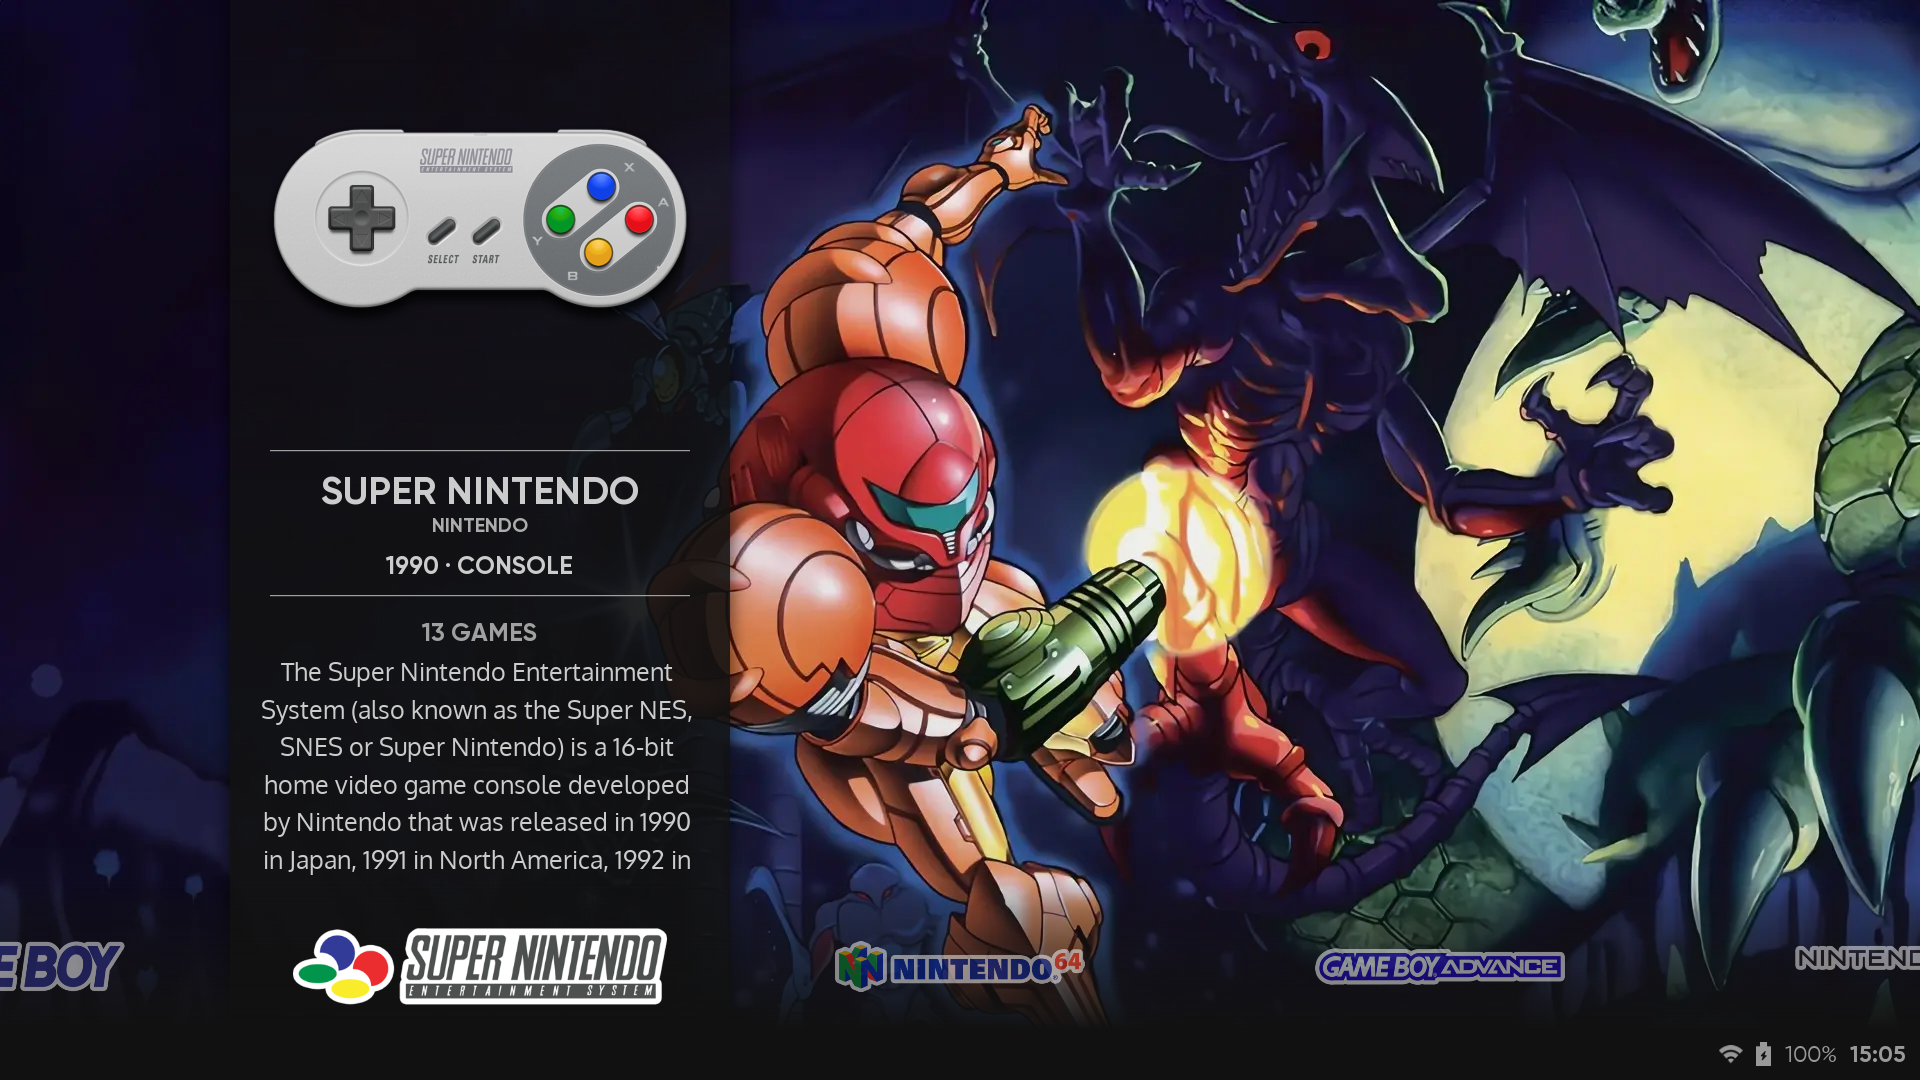 SUPER NINTENDO
ENTERTAINMENT SYSTEM
X
A
Y
B
SELECT START
SUPER NINTENDO
NINTENDO
1990 · CONSOLE
13 GAMES
The Super Nintendo Entertainment
System (also known as the Super NES,
SNES or Super Nintendo) is a 16-bit
home video game console developed
by Nintendo that was released in 1990
in Japan, 1991 in North America, 1992 in
E BOY
SUPER NINTENDO
ENTERTAINMENT SYSTEM
NINTENDO 64
GAME BOY ADVANCE
NINTEND
100% 15:05